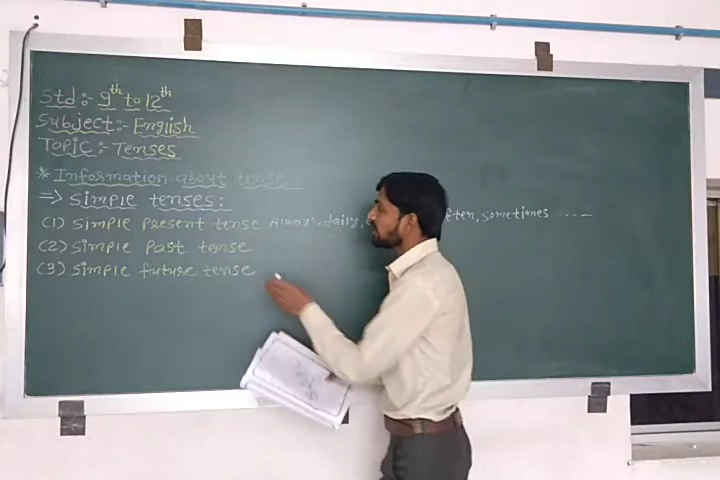 Std:- 9th to 12th
Subject:- English
Topic:- Tenses
* Information about tense:
⇒ Simple tenses:
(1) Simple Present tense Always, daily, often, sometimes ....
(2) Simple Past tense
(3) Simple future tense